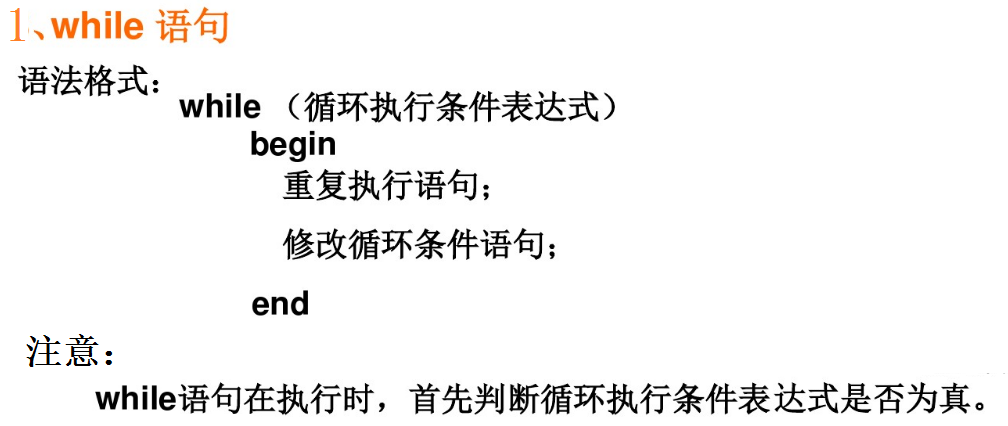 1、while 语句
语法格式：
while （循环执行条件表达式）
begin
重复执行语句；
修改循环条件语句；
end
注意：
while语句在执行时，首先判断循环执行条件表达式是否为真。